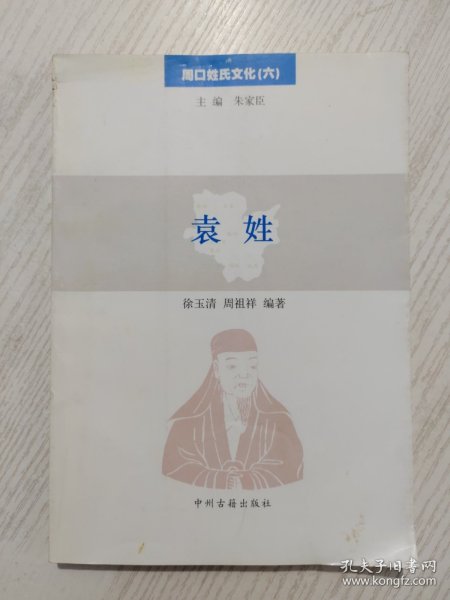 周口姓氏文化(六)
主编 朱家臣
袁姓
徐玉清 周祖祥 编著
中州古籍出版社
孔夫子旧书网
www.kongfz.com